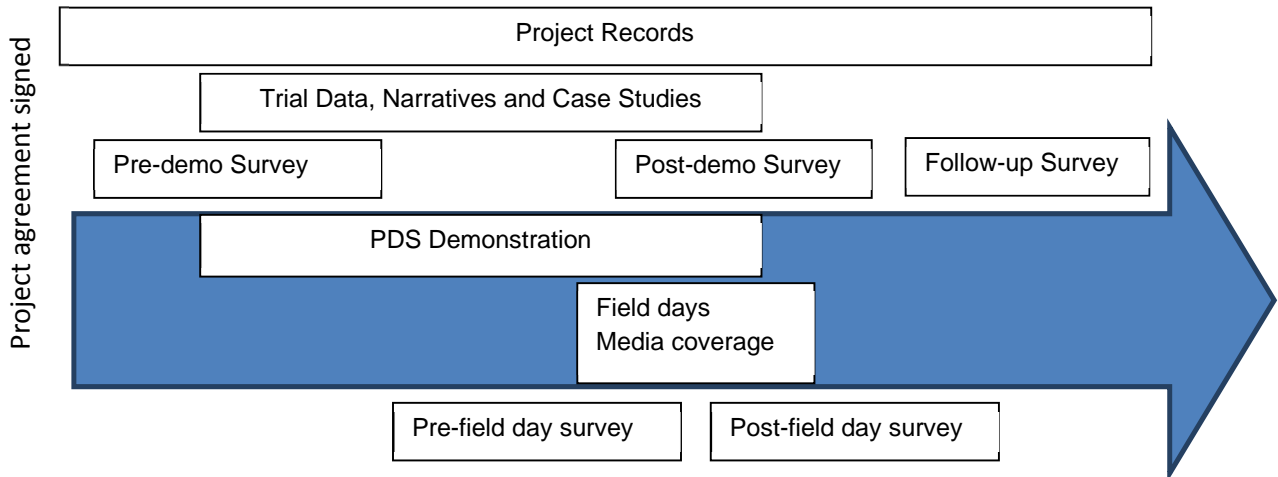 Project agreement signed
Project Records
Trial Data, Narratives and Case Studies
Pre-demo Survey
Post-demo Survey
Follow-up Survey
PDS Demonstration
Field days
Media coverage
Pre-field day survey
Post-field day survey